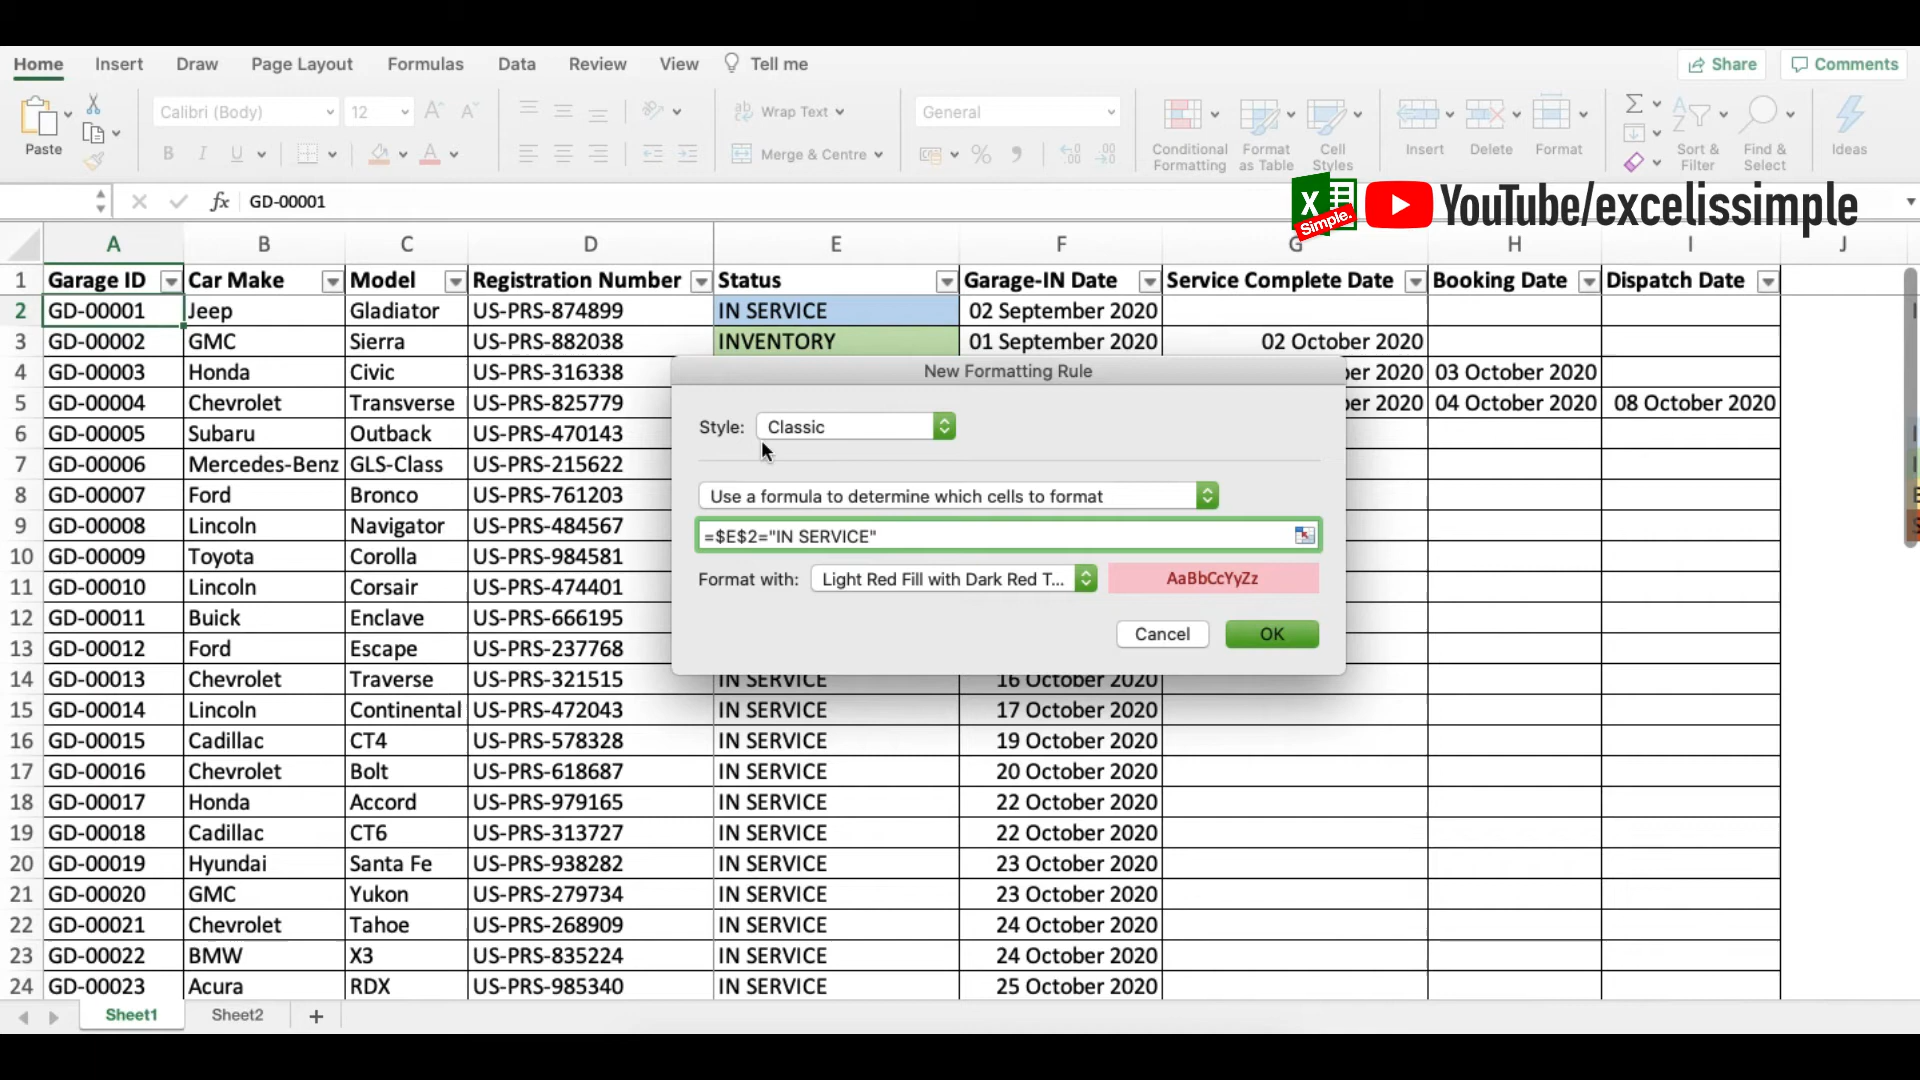 Home Insert Draw Page Layout Formulas Data Review View Tell me Share Comments
Paste Calibri (Body) 12 Wrap Text General Merge & Centre
Conditional Formatting Format as Table Cell Styles Insert Delete Format Sort & Filter Find & Select Ideas
fx GD-00001
X Simple. YouTube/excelissimple
A B C D E F G H I J
1 Garage ID Car Make Model Registration Number Status Garage-IN Date Service Complete Date Booking Date Dispatch Date
2 GD-00001 Jeep Gladiator US-PRS-874899 IN SERVICE 02 September 2020
3 GD-00002 GMC Sierra US-PRS-882038 INVENTORY 01 September 2020 02 October 2020
4 GD-00003 Honda Civic US-PRS-316338 2020 03 October 2020
5 GD-00004 Chevrolet Transverse US-PRS-825779 2020 04 October 2020 08 October 2020
6 GD-00005 Subaru Outback US-PRS-470143
7 GD-00006 Mercedes-Benz GLS-Class US-PRS-215622
8 GD-00007 Ford Bronco US-PRS-761203
9 GD-00008 Lincoln Navigator US-PRS-484567
10 GD-00009 Toyota Corolla US-PRS-984581
11 GD-00010 Lincoln Corsair US-PRS-474401
12 GD-00011 Buick Enclave US-PRS-666195
13 GD-00012 Ford Escape US-PRS-237768
14 GD-00013 Chevrolet Traverse US-PRS-321515 IN SERVICE 16 October 2020
15 GD-00014 Lincoln Continental US-PRS-472043 IN SERVICE 17 October 2020
16 GD-00015 Cadillac CT4 US-PRS-578328 IN SERVICE 19 October 2020
17 GD-00016 Chevrolet Bolt US-PRS-618687 IN SERVICE 20 October 2020
18 GD-00017 Honda Accord US-PRS-979165 IN SERVICE 22 October 2020
19 GD-00018 Cadillac CT6 US-PRS-313727 IN SERVICE 22 October 2020
20 GD-00019 Hyundai Santa Fe US-PRS-938282 IN SERVICE 23 October 2020
21 GD-00020 GMC Yukon US-PRS-279734 IN SERVICE 23 October 2020
22 GD-00021 Chevrolet Tahoe US-PRS-268909 IN SERVICE 24 October 2020
23 GD-00022 BMW X3 US-PRS-835224 IN SERVICE 24 October 2020
24 GD-00023 Acura RDX US-PRS-985340 IN SERVICE 25 October 2020
New Formatting Rule
Style: Classic
Use a formula to determine which cells to format
=$E$2="IN SERVICE"
Format with: Light Red Fill with Dark Red T... AaBbCcYyZz
Cancel OK
Sheet1 Sheet2 +